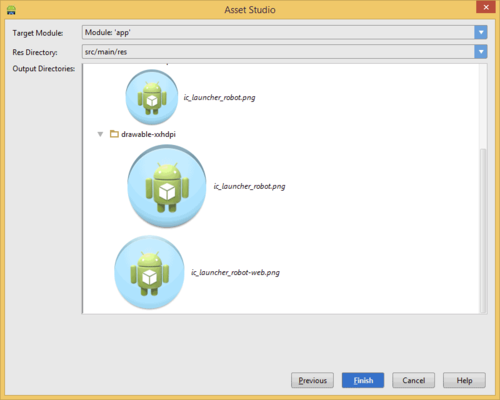 Asset Studio
Target Module: Module: 'app'
Res Directory: src/main/res
Output Directories:
ic_launcher_robot.png
drawable-xxhdpi
ic_launcher_robot.png
ic_launcher_robot-web.png
Previous Finish Cancel Help